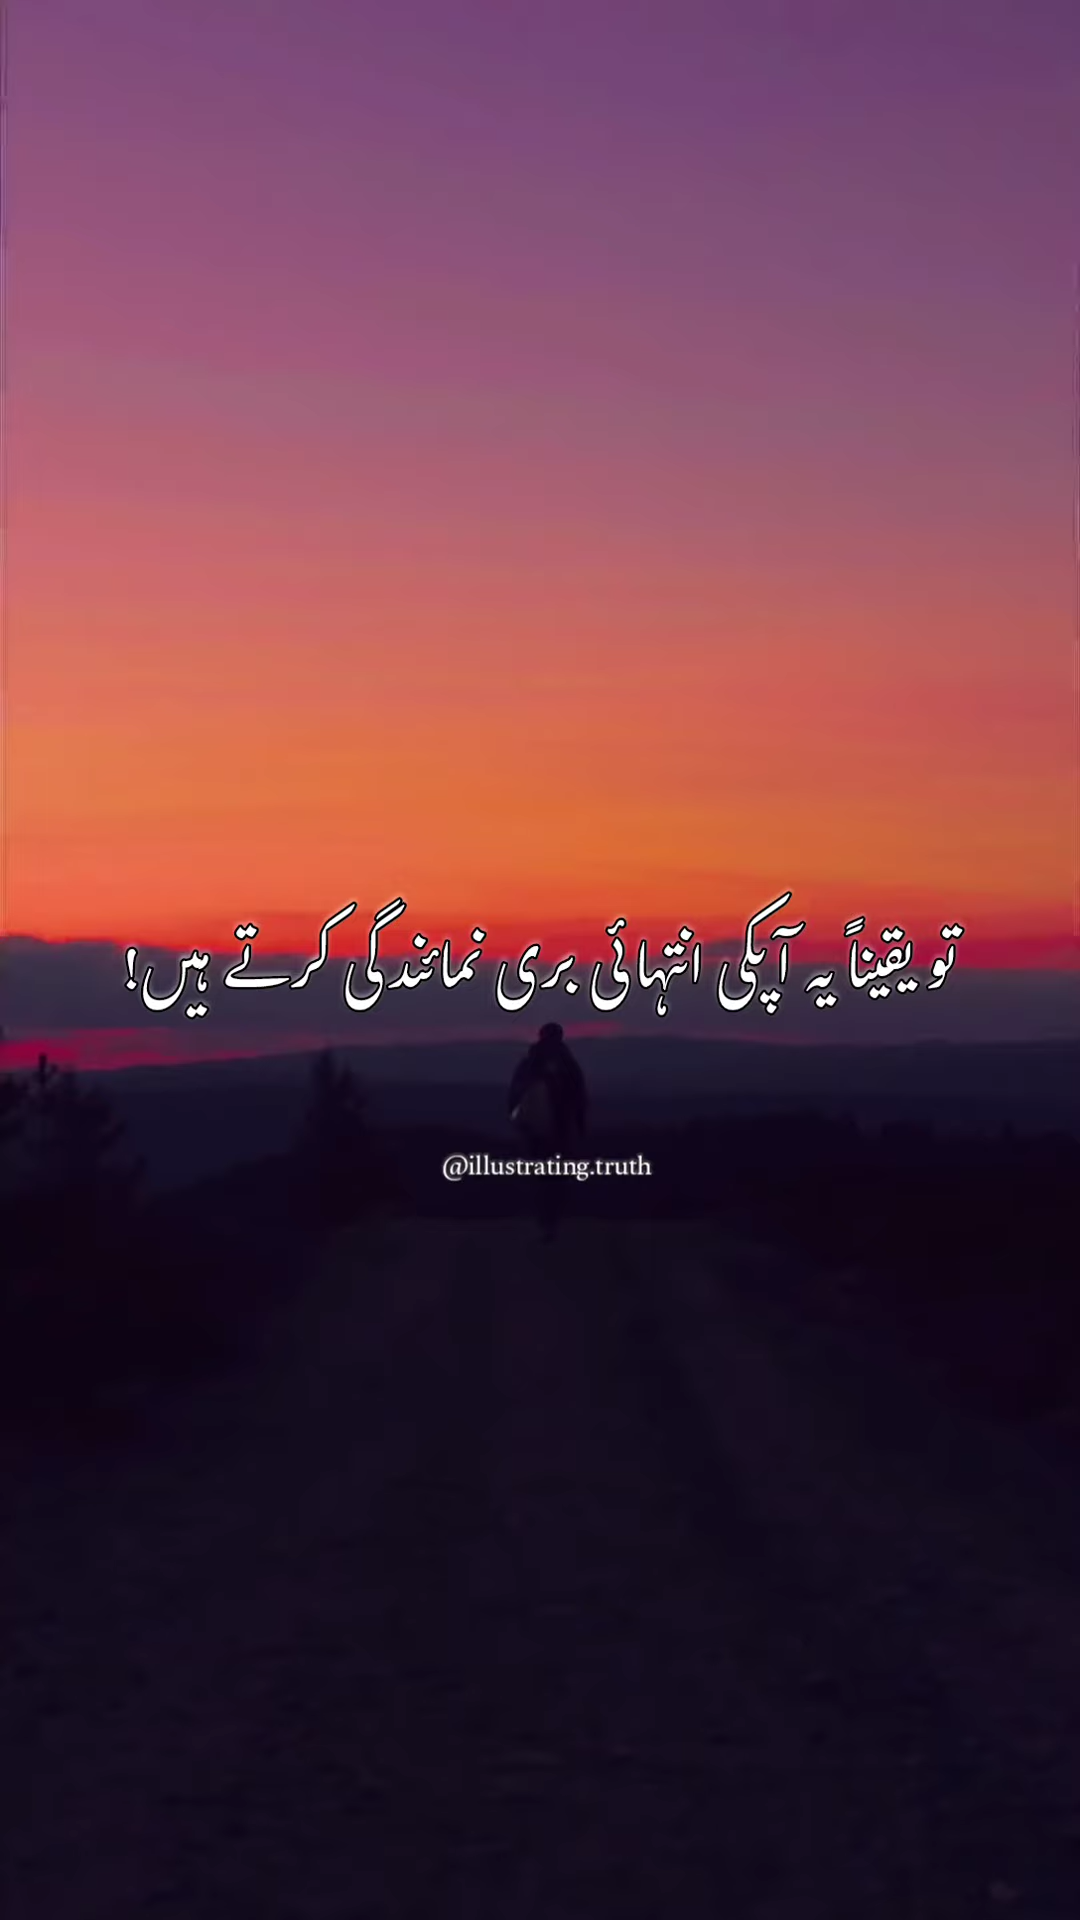 تو یقیناً یہ آپکی انتہائی بری نمائندگی کرتے ہیں!
@illustrating.truth